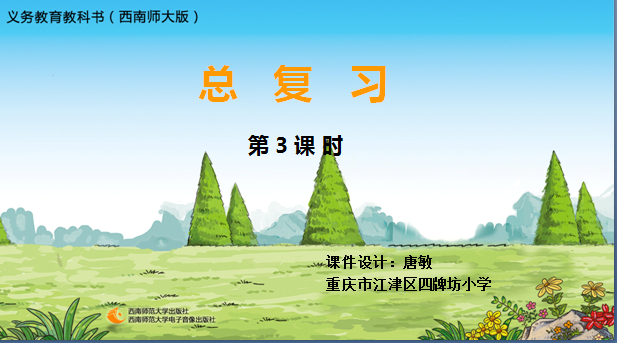 义务教育教科书（西南师大版）
总 复 习
第 3 课 时
课件设计：唐敏
重庆市江津区四牌坊小学
西南师范大学出版社
西南师范大学电子音像出版社